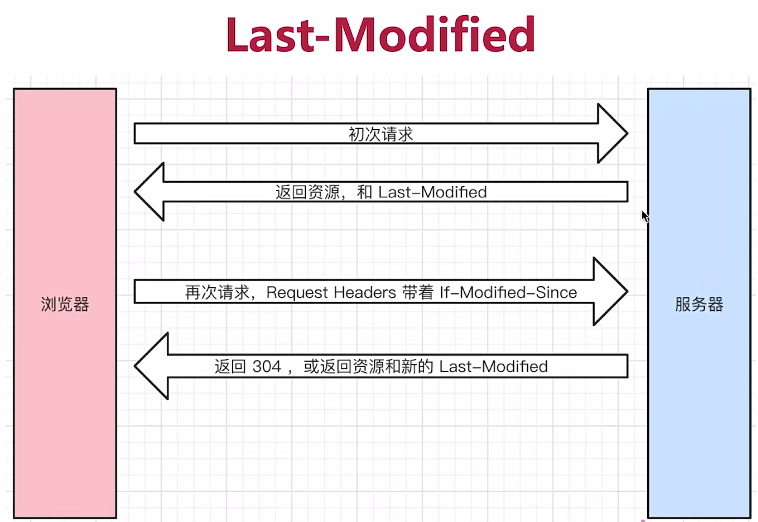 Last-Modified
初次请求
返回资源，和 Last-Modified
浏览器
再次请求，Request Headers 带着 If-Modified-Since
服务器
返回 304 ，或返回资源和新的 Last-Modified